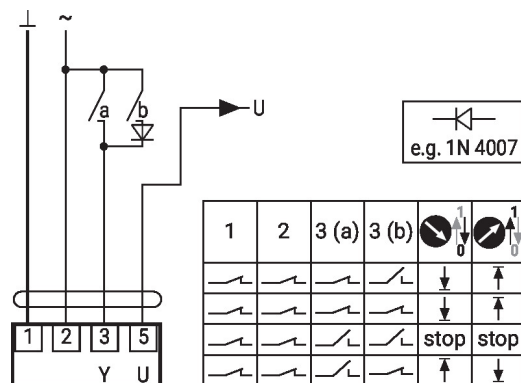 ⊥ ~
a b
U
e.g. 1N 4007
1 2 3 (a) 3 (b) 1 0 1 0
stop stop
1 2 3 5
Y U